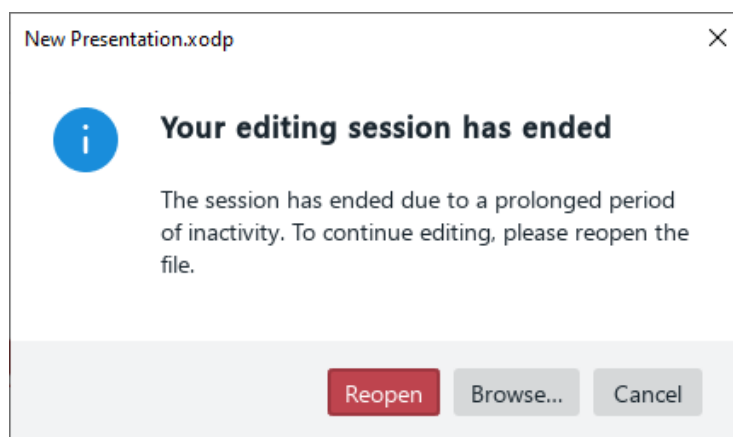 New Presentation.xodp
Your editing session has ended
The session has ended due to a prolonged period
of inactivity. To continue editing, please reopen the
file.
Reopen
Browse...
Cancel